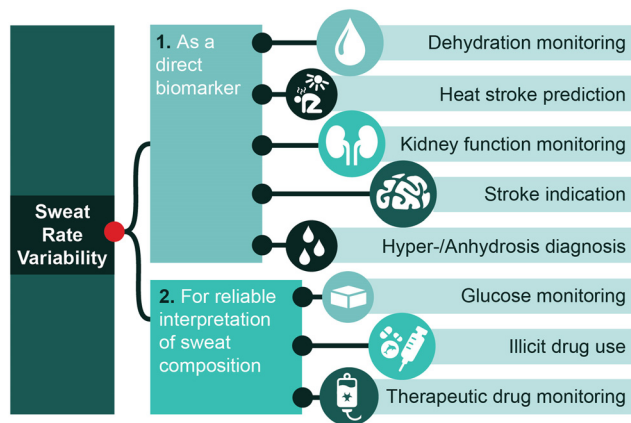 Sweat
Rate
Variability
1. As a
direct
biomarker
Dehydration monitoring
Heat stroke prediction
Kidney function monitoring
Stroke indication
Hyper-/Anhydrosis diagnosis
2. For reliable
interpretation
of sweat
composition
Glucose monitoring
Illicit drug use
Therapeutic drug monitoring